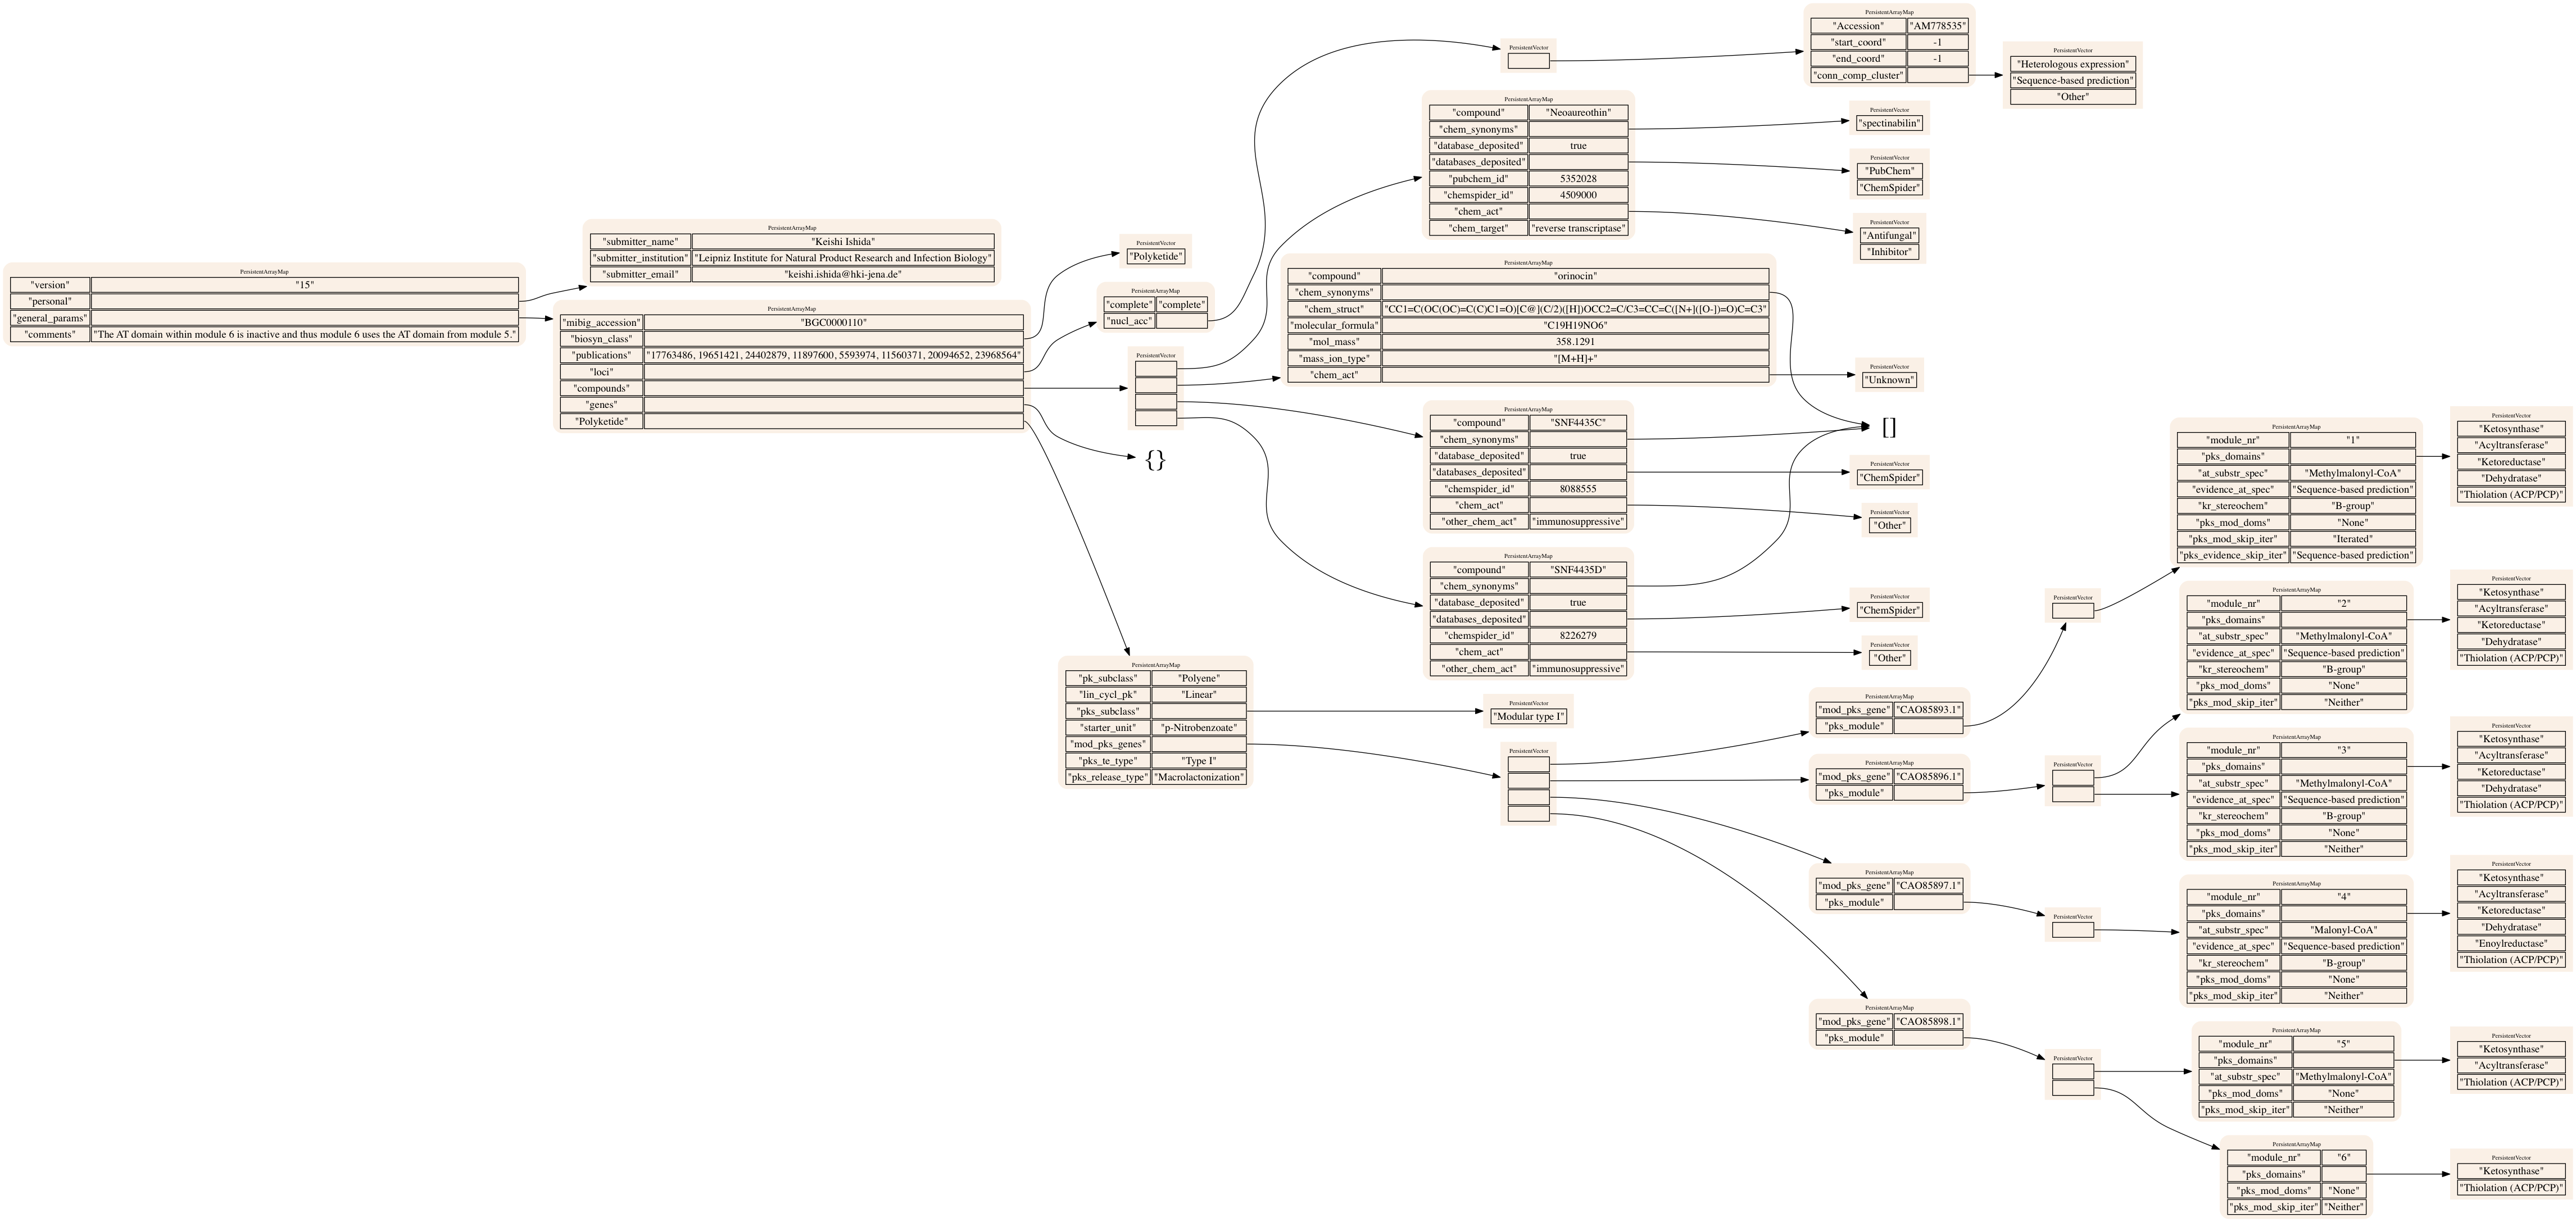 PersistentArrayMap
"version" "15"
"personal"
"general_params"
"comments" "The AT domain within module 6 is inactive and thus module 6 uses the AT domain from module 5."
PersistentArrayMap
"submitter_name" "Keishi Ishida"
"submitter_institution" "Leipniz Institute for Natural Product Research and Infection Biology"
"submitter_email" "keishi.ishida@hki-jena.de"
PersistentArrayMap
"mibig_accession" "BGC0000110"
"biosyn_class"
"publications" "17763486, 19651421, 24402879, 11897600, 5593974, 11560371, 20094652, 23968564"
"loci"
"compounds"
"genes"
"Polyketide"
PersistentVector
"Polyketide"
PersistentArrayMap
"complete" "complete"
"nucl_acc"
PersistentVector
{}
PersistentArrayMap
"pk_subclass" "Polyene"
"lin_cycl_pk" "Linear"
"pks_subclass"
"starter_unit" "p-Nitrobenzoate"
"mod_pks_genes"
"pks_te_type" "Type I"
"pks_release_type" "Macrolactonization"
PersistentVector
PersistentArrayMap
"compound" "Neoaureothin"
"chem_synonyms"
"database_deposited" true
"databases_deposited"
"pubchem_id" 5352028
"chemspider_id" 4509000
"chem_act"
"chem_target" "reverse transcriptase"
PersistentArrayMap
"compound" "orinocin"
"chem_synonyms"
"chem_struct" "CC1=C(OC(OC)=C(C)C1=O)[C@](C/2)([H])OCC2=C/C3=CC=C([N+]([O-])=O)C=C3"
"molecular_formula" "C19H19NO6"
"mol_mass" 358.1291
"mass_ion_type" "[M+H]+"
"chem_act"
PersistentArrayMap
"compound" "SNF4435C"
"chem_synonyms"
"database_deposited" true
"databases_deposited"
"chemspider_id" 8088555
"chem_act"
"other_chem_act" "immunosuppressive"
PersistentArrayMap
"compound" "SNF4435D"
"chem_synonyms"
"database_deposited" true
"databases_deposited"
"chemspider_id" 8226279
"chem_act"
"other_chem_act" "immunosuppressive"
PersistentVector
"Modular type I"
PersistentVector
PersistentArrayMap
"Accession" "AM778535"
"start_coord" -1
"end_coord" -1
"conn_comp_cluster"
PersistentVector
"Heterologous expression"
"Sequence-based prediction"
"Other"
PersistentVector
"spectinabilin"
PersistentVector
"PubChem"
"ChemSpider"
PersistentVector
"Antifungal"
"Inhibitor"
PersistentVector
"Unknown"
[]
PersistentVector
"ChemSpider"
PersistentVector
"Other"
PersistentVector
"ChemSpider"
PersistentVector
"Other"
PersistentArrayMap
"mod_pks_gene" "CAO85893.1"
"pks_module"
PersistentArrayMap
"mod_pks_gene" "CAO85896.1"
"pks_module"
PersistentArrayMap
"mod_pks_gene" "CAO85897.1"
"pks_module"
PersistentArrayMap
"mod_pks_gene" "CAO85898.1"
"pks_module"
PersistentVector
PersistentVector
PersistentVector
PersistentVector
PersistentArrayMap
"module_nr" "1"
"pks_domains"
"at_substr_spec" "Methylmalonyl-CoA"
"evidence_at_spec" "Sequence-based prediction"
"kr_stereochem" "B-group"
"pks_mod_doms" "None"
"pks_mod_skip_iter" "Iterated"
"pks_evidence_skip_iter" "Sequence-based prediction"
PersistentArrayMap
"module_nr" "2"
"pks_domains"
"at_substr_spec" "Methylmalonyl-CoA"
"evidence_at_spec" "Sequence-based prediction"
"kr_stereochem" "B-group"
"pks_mod_doms" "None"
"pks_mod_skip_iter" "Neither"
PersistentArrayMap
"module_nr" "3"
"pks_domains"
"at_substr_spec" "Methylmalonyl-CoA"
"evidence_at_spec" "Sequence-based prediction"
"kr_stereochem" "B-group"
"pks_mod_doms" "None"
"pks_mod_skip_iter" "Neither"
PersistentArrayMap
"module_nr" "4"
"pks_domains"
"at_substr_spec" "Malonyl-CoA"
"evidence_at_spec" "Sequence-based prediction"
"kr_stereochem" "B-group"
"pks_mod_doms" "None"
"pks_mod_skip_iter" "Neither"
PersistentArrayMap
"module_nr" "5"
"pks_domains"
"at_substr_spec" "Methylmalonyl-CoA"
"pks_mod_doms" "None"
"pks_mod_skip_iter" "Neither"
PersistentArrayMap
"module_nr" "6"
"pks_domains"
"pks_mod_doms" "None"
"pks_mod_skip_iter" "Neither"
PersistentVector
"Ketosynthase"
"Acyltransferase"
"Ketoreductase"
"Dehydratase"
"Thiolation (ACP/PCP)"
PersistentVector
"Ketosynthase"
"Acyltransferase"
"Ketoreductase"
"Dehydratase"
"Thiolation (ACP/PCP)"
PersistentVector
"Ketosynthase"
"Acyltransferase"
"Ketoreductase"
"Dehydratase"
"Thiolation (ACP/PCP)"
PersistentVector
"Ketosynthase"
"Acyltransferase"
"Ketoreductase"
"Dehydratase"
"Enoylreductase"
"Thiolation (ACP/PCP)"
PersistentVector
"Ketosynthase"
"Acyltransferase"
"Thiolation (ACP/PCP)"
PersistentVector
"Ketosynthase"
"Thiolation (ACP/PCP)"